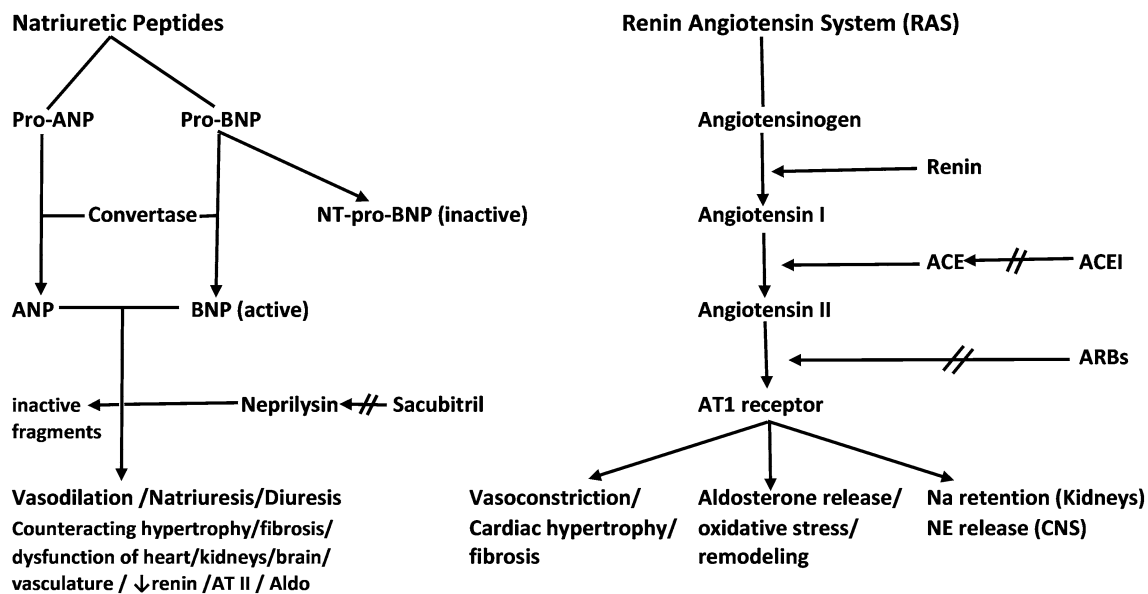 Natriuretic Peptides
Pro-ANP
Pro-BNP
Convertase
NT-pro-BNP (inactive)
ANP
BNP (active)
inactive
fragments
Neprilysin
Sacubitril
Vasodilation /Natriuresis/Diuresis
Counteracting hypertrophy/fibrosis/
dysfunction of heart/kidneys/brain/
vasculature / ↓renin /AT II / Aldo
Renin Angiotensin System (RAS)
Angiotensinogen
Renin
Angiotensin I
ACE
ACEI
Angiotensin II
ARBs
AT1 receptor
Vasoconstriction/
Cardiac hypertrophy/
fibrosis
Aldosterone release/
oxidative stress/
remodeling
Na retention (Kidneys)
NE release (CNS)